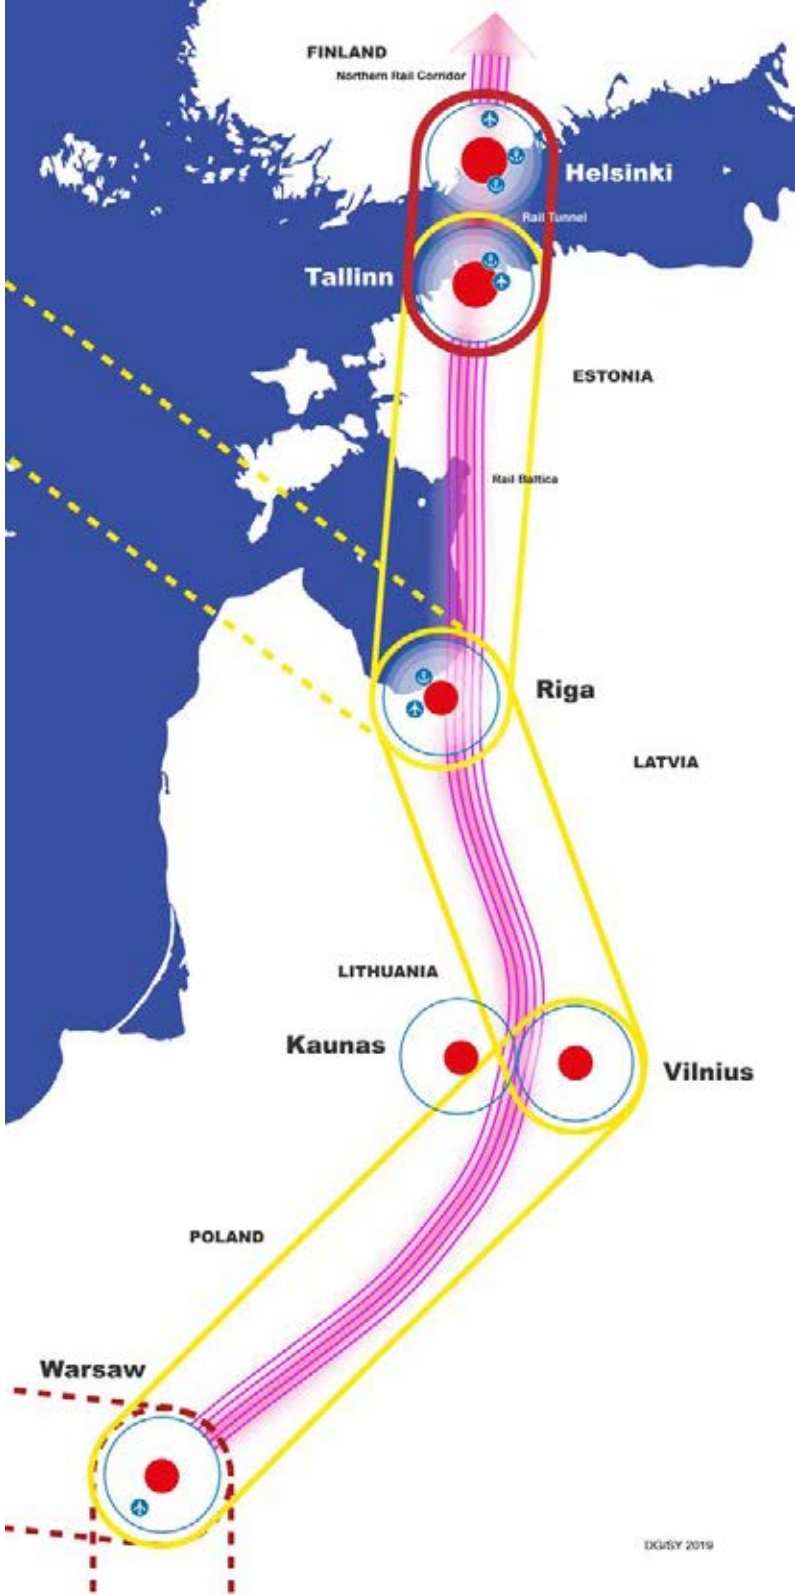 FINLAND
Northern Rail Corridor
Helsinki
Rail Tunnel
Tallinn
ESTONIA
Rail Baltica
Riga
LATVIA
LITHUANIA
Kaunas
Vilnius
POLAND
Warsaw
DG/SY 2019